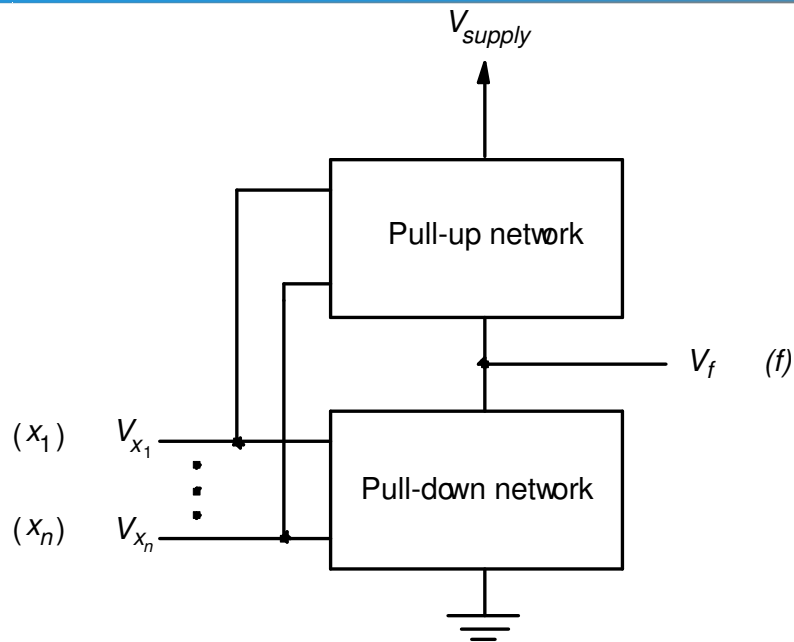 V_supply
Pull-up network
V_f (f)
(x_1) V_x_1
Pull-down network
(x_n) V_x_n